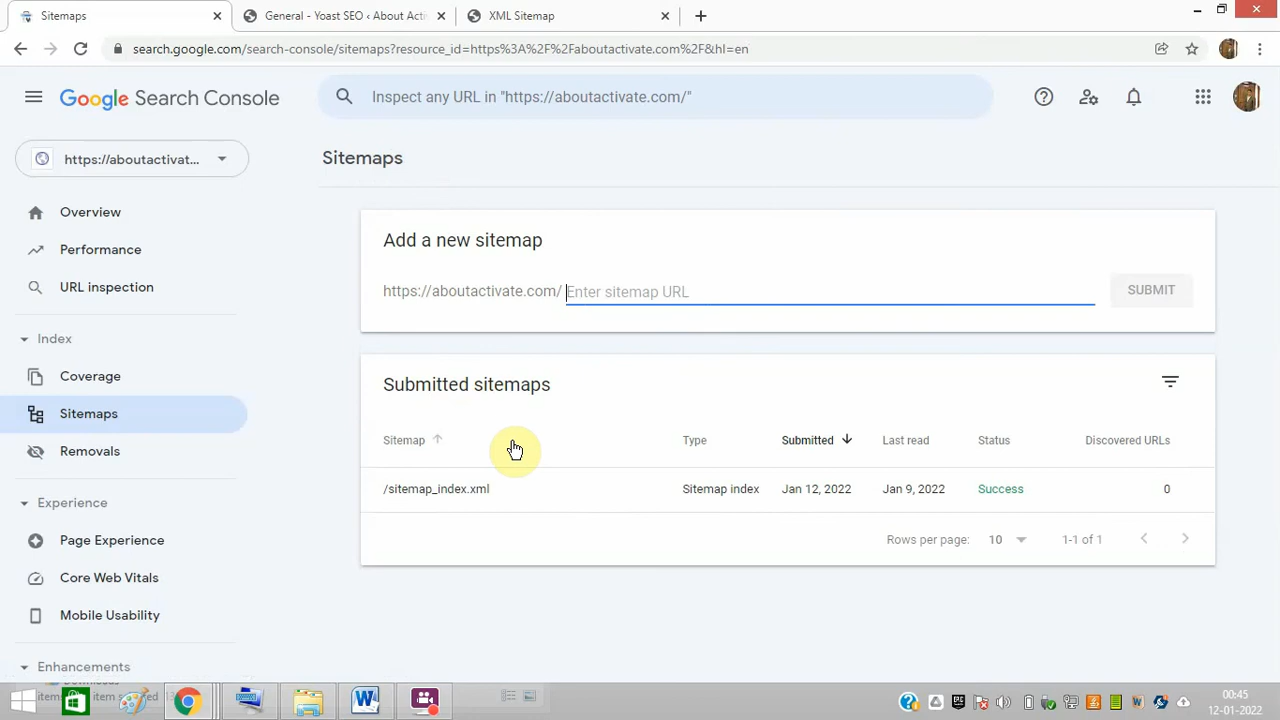 Sitemaps
General - Yoast SEO ‹ About Acti
XML Sitemap
search.google.com/search-console/sitemaps?resource_id=https%3A%2F%2Faboutactivate.com%2F&hl=en
Google Search Console
Inspect any URL in "https://aboutactivate.com/"
https://aboutactivat...
Sitemaps
Overview
Performance
URL inspection
Index
Coverage
Sitemaps
Removals
Experience
Page Experience
Core Web Vitals
Mobile Usability
Enhancements
Add a new sitemap
https://aboutactivate.com/ Enter sitemap URL
SUBMIT
Submitted sitemaps
Sitemap Type Submitted Last read Status Discovered URLs
/sitemap_index.xml Sitemap index Jan 12, 2022 Jan 9, 2022 Success 0
Rows per page: 10 1-1 of 1
00:45
12-01-2022